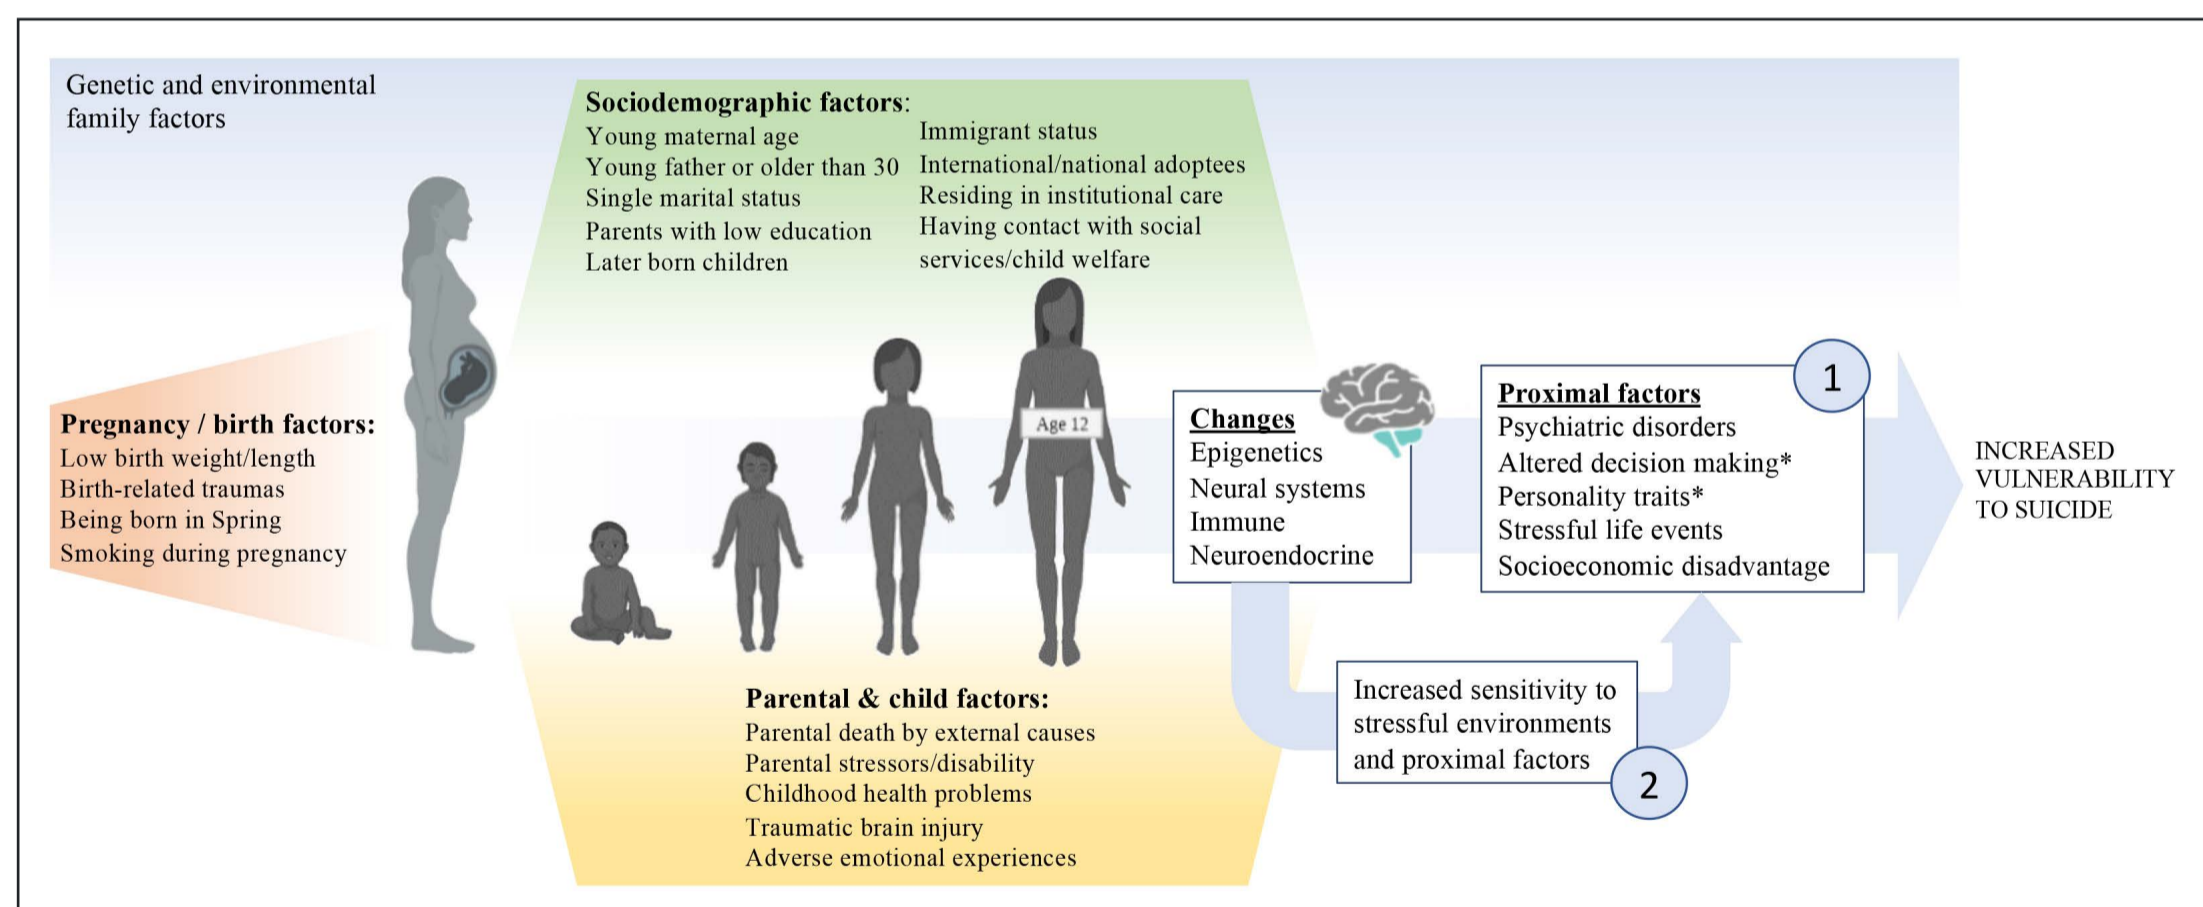 Genetic and environmental
family factors
Sociodemographic factors:
Young maternal age
Young father or older than 30
Single marital status
Parents with low education
Later born children
Immigrant status
International/national adoptees
Residing in institutional care
Having contact with social
services/child welfare
Pregnancy / birth factors:
Low birth weight/length
Birth-related traumas
Being born in Spring
Smoking during pregnancy
Age 12
Parental & child factors:
Parental death by external causes
Parental stressors/disability
Childhood health problems
Traumatic brain injury
Adverse emotional experiences
Changes
Epigenetics
Neural systems
Immune
Neuroendocrine
1
Proximal factors
Psychiatric disorders
Altered decision making*
Personality traits*
Stressful life events
Socioeconomic disadvantage
Increased sensitivity to
stressful environments
and proximal factors
2
INCREASED
VULNERABILITY
TO SUICIDE